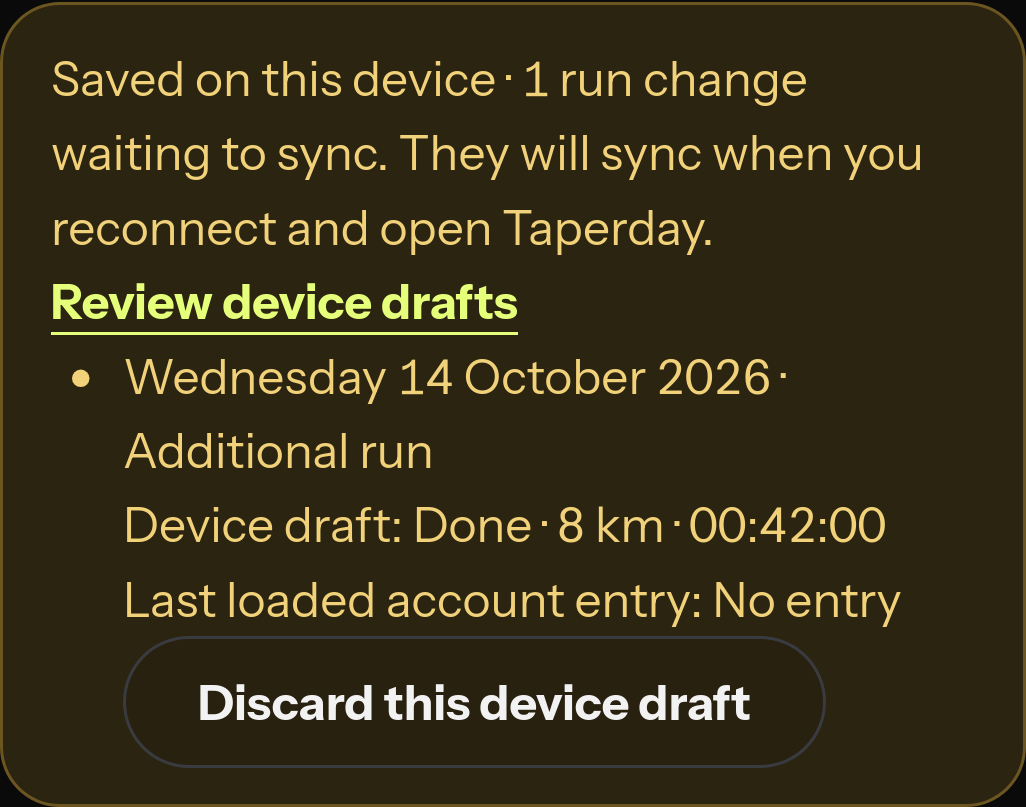 Saved on this device · 1 run change
waiting to sync. They will sync when you
reconnect and open Taperday.
Review device drafts
• Wednesday 14 October 2026 ·
Additional run
Device draft: Done · 8 km · 00:42:00
Last loaded account entry: No entry
Discard this device draft